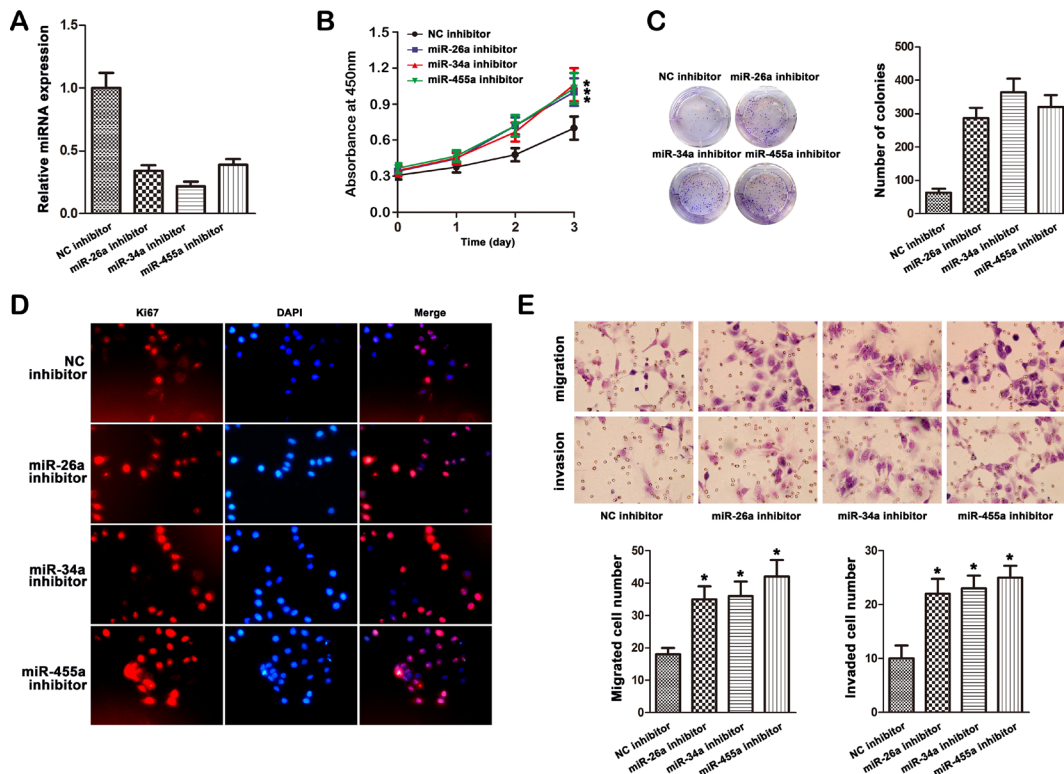 A
Relative miRNA expression
1.5
1.0
0.5
0.0
NC inhibitor
miR-26a inhibitor
miR-34a inhibitor
miR-455a inhibitor
B
NC inhibitor
miR-26a inhibitor
miR-34a inhibitor
miR-455a inhibitor
Absorbance at 450nm
1.5
1.2
0.9
0.6
0.3
0.0
***
0 1 2 3
Time (day)
C
NC inhibitor miR-26a inhibitor
miR-34a inhibitor miR-455a inhibitor
Number of colonies
500
400
300
200
100
0
NC inhibitor
miR-26a inhibitor
miR-34a inhibitor
miR-455a inhibitor
D
Ki67 DAPI Merge
NC
inhibitor
miR-26a
inhibitor
miR-34a
inhibitor
miR-455a
inhibitor
E
migration
invasion
NC inhibitor miR-26a inhibitor miR-34a inhibitor miR-455a inhibitor
Migrated cell number
50
40
30
20
10
0
* * *
NC inhibitor
miR-26a inhibitor
miR-34a inhibitor
miR-455a inhibitor
Invaded cell number
30
20
10
0
* * *
NC inhibitor
miR-26a inhibitor
miR-34a inhibitor
miR-455a inhibitor